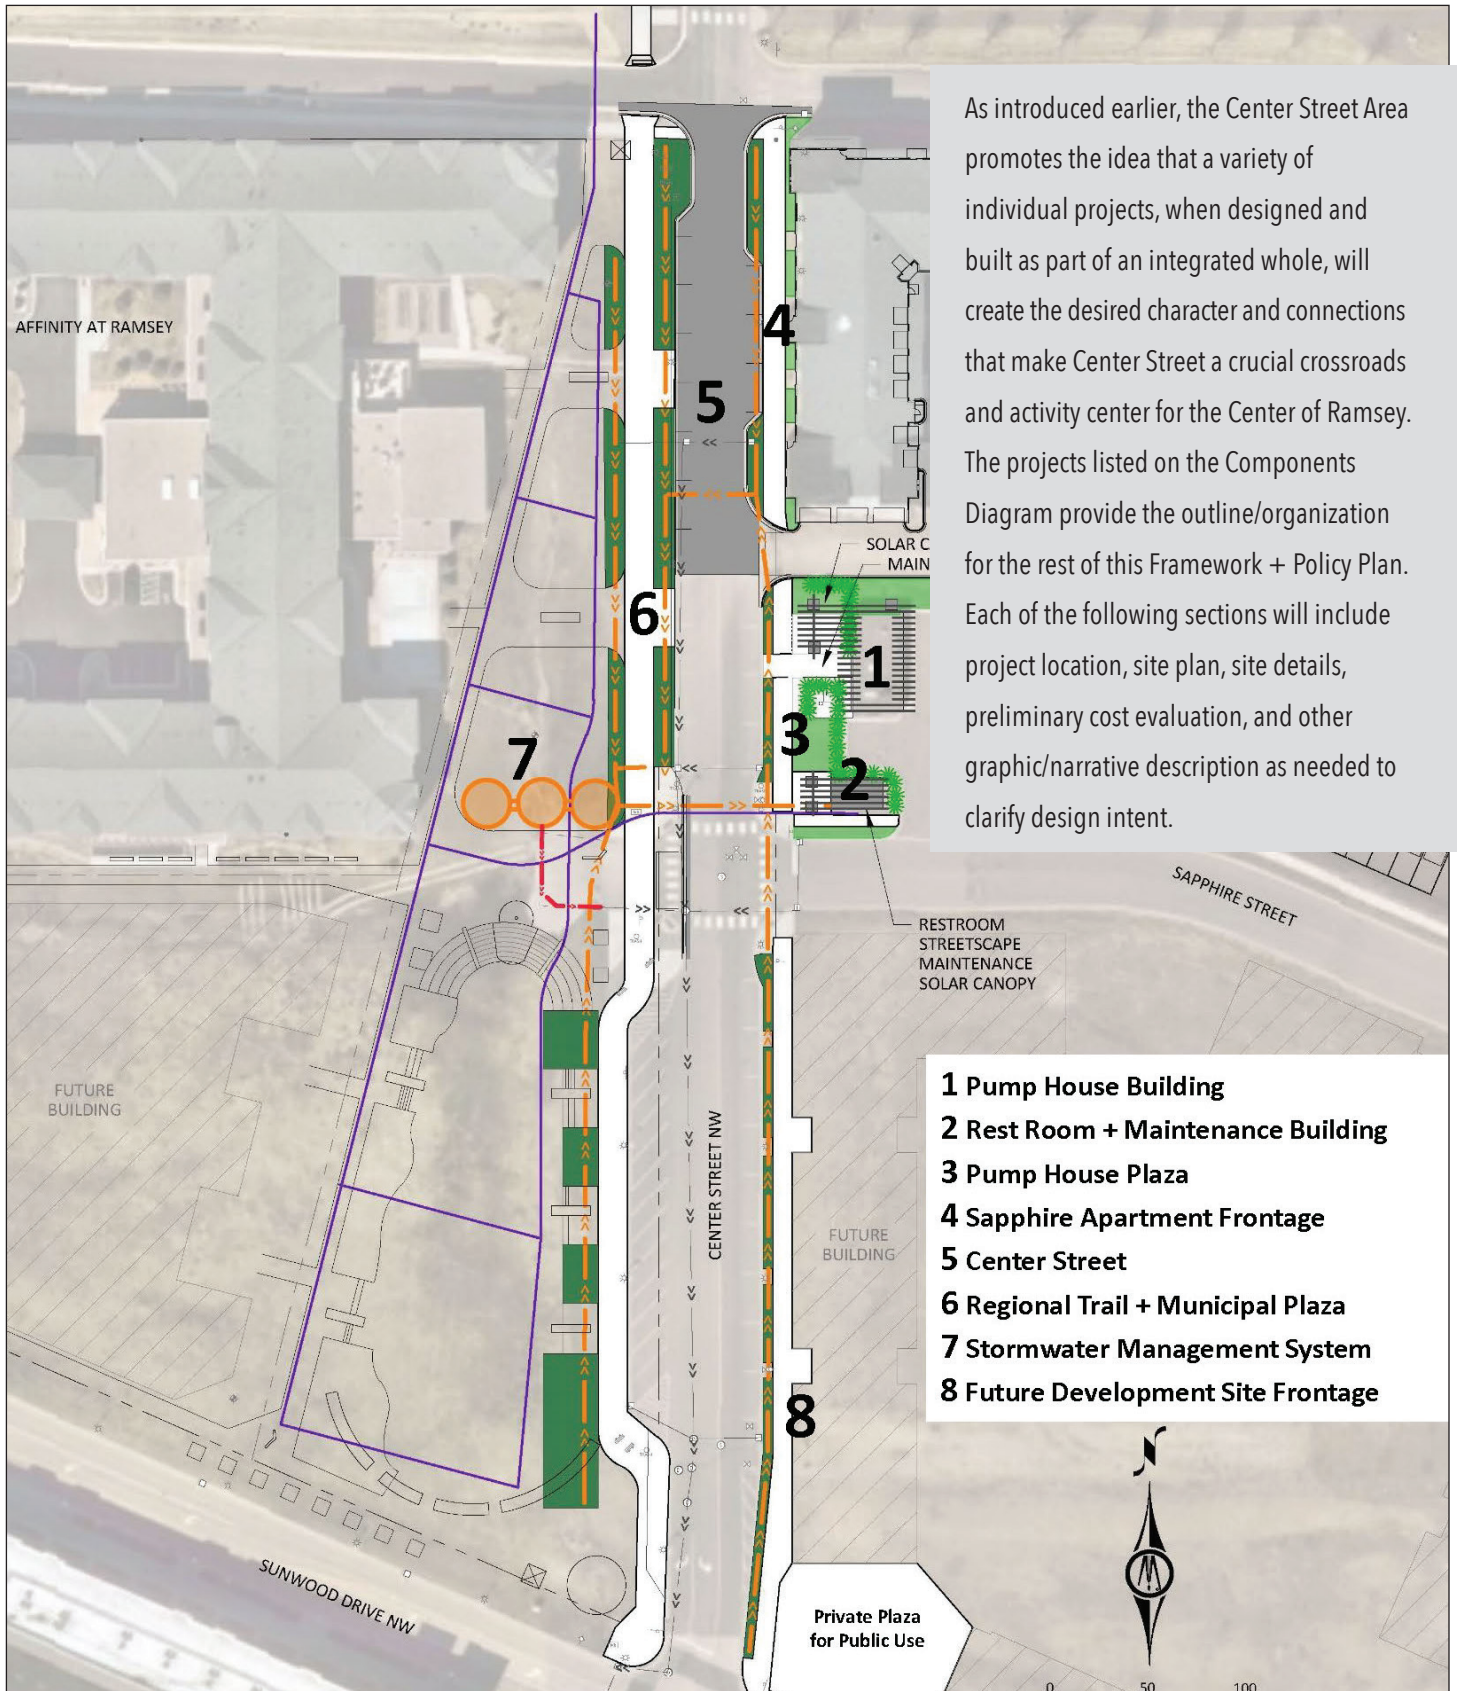 As introduced earlier, the Center Street Area
promotes the idea that a variety of
individual projects, when designed and
built as part of an integrated whole, will
create the desired character and connections
that make Center Street a crucial crossroads
and activity center for the Center of Ramsey.
The projects listed on the Components
Diagram provide the outline/organization
for the rest of this Framework + Policy Plan.
Each of the following sections will include
project location, site plan, site details,
preliminary cost evaluation, and other
graphic/narrative description as needed to
clarify design intent.
AFFINITY AT RAMSEY
4
5
SOLAR C
MAIN
6
1
3
7
2
SAPPHIRE STREET
RESTROOM
STREETSCAPE
MAINTENANCE
SOLAR CANOPY
FUTURE
BUILDING
CENTER STREET NW
FUTURE
BUILDING
1 Pump House Building
2 Rest Room + Maintenance Building
3 Pump House Plaza
4 Sapphire Apartment Frontage
5 Center Street
6 Regional Trail + Municipal Plaza
7 Stormwater Management System
8 Future Development Site Frontage
8
N
SUNWOOD DRIVE NW
Private Plaza
for Public Use
0 50 100